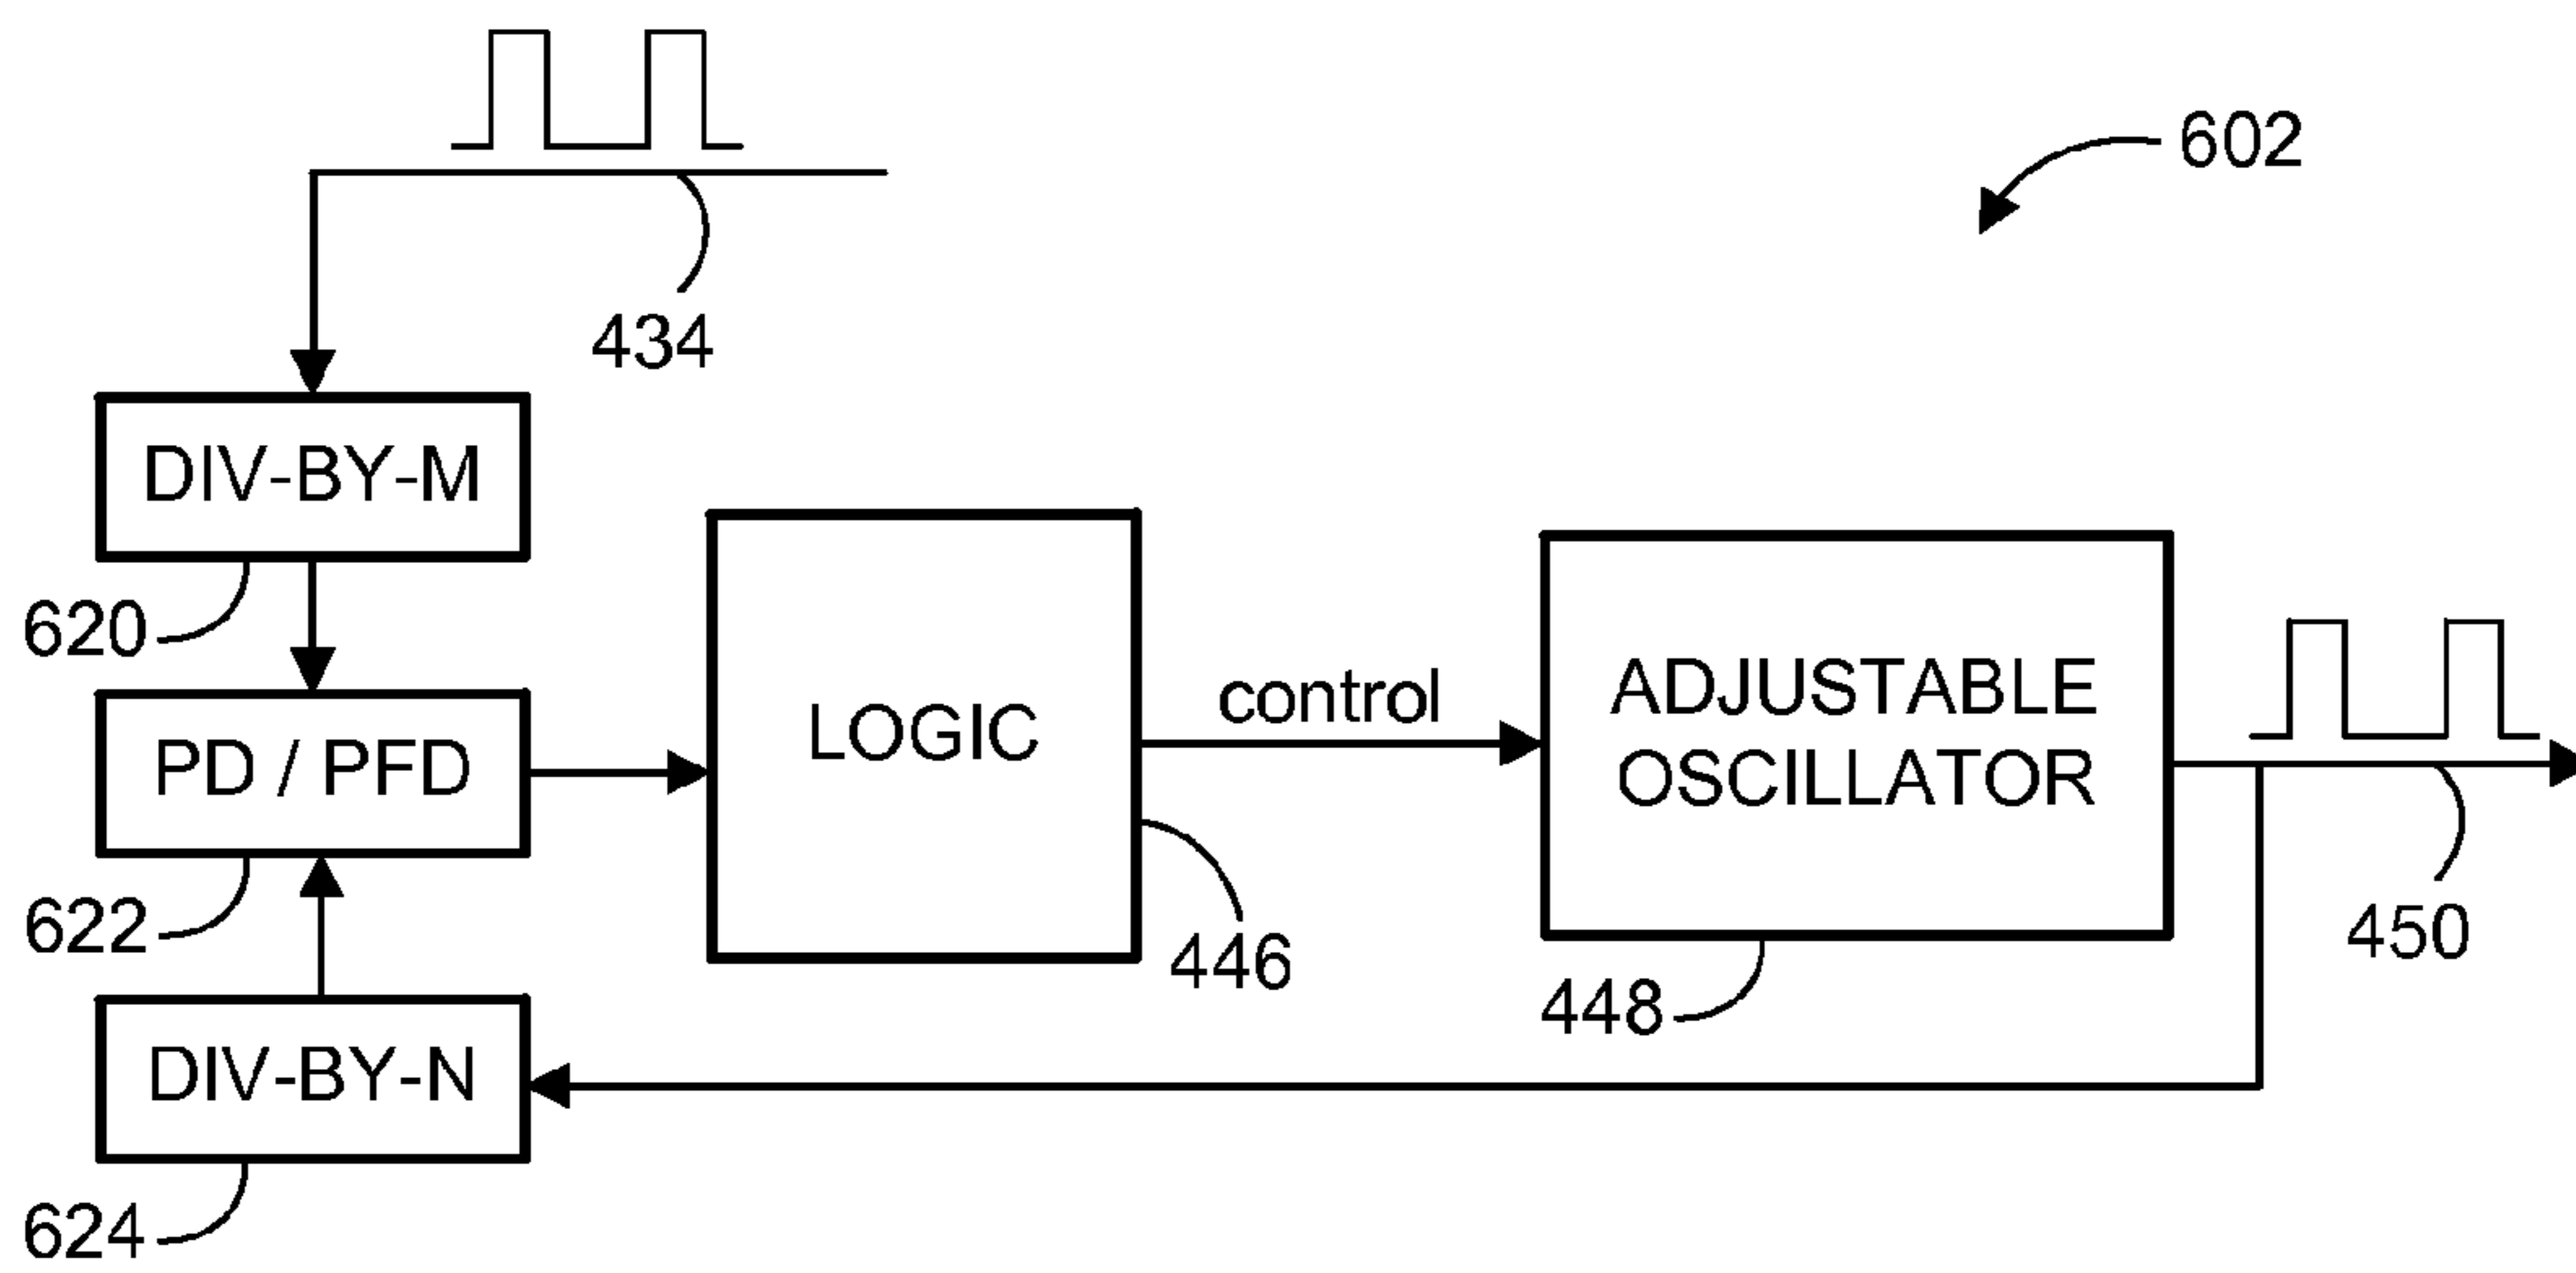 602
434
DIV-BY-M
620
PD / PFD
622
DIV-BY-N
624
LOGIC
446
control
ADJUSTABLE
OSCILLATOR
448
450